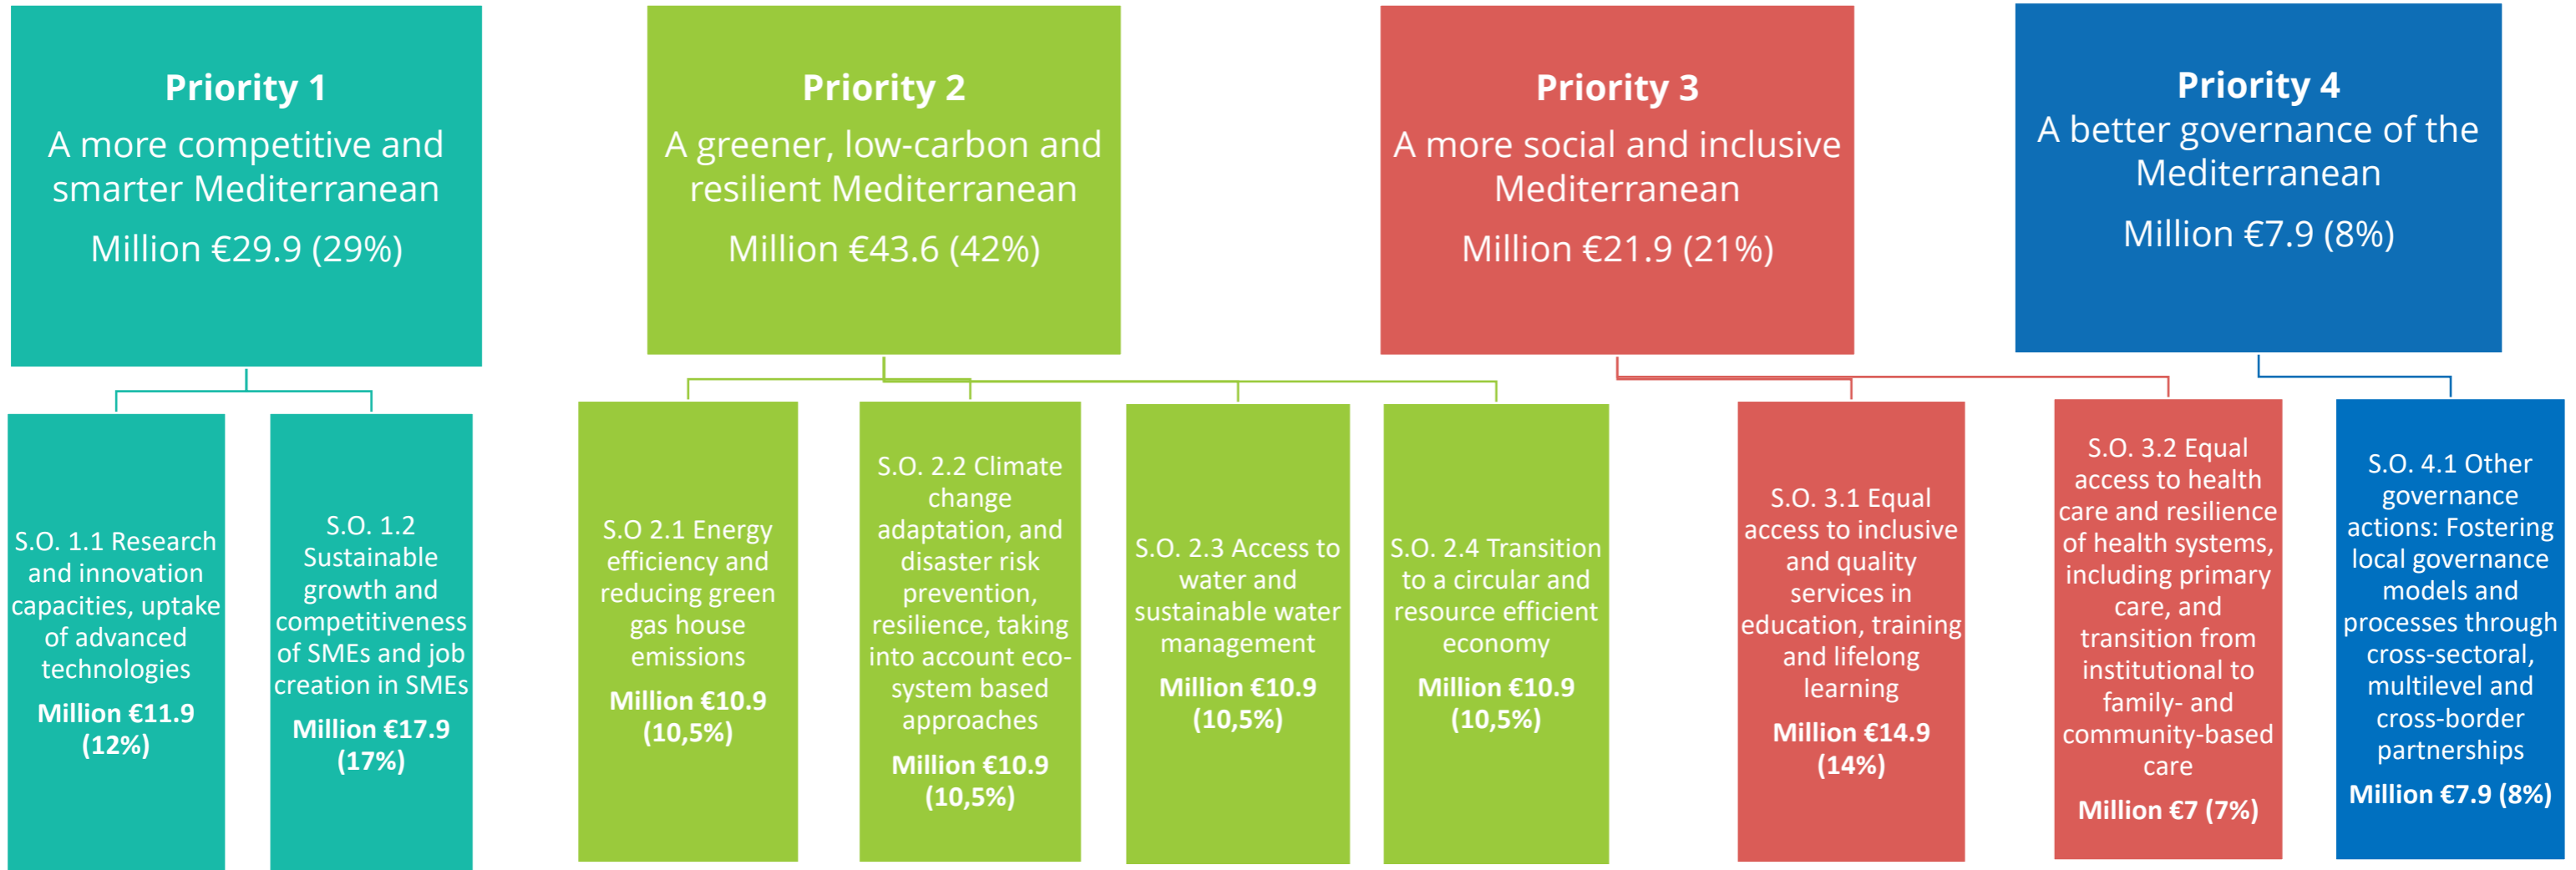 Priority 1
A more competitive and
smarter Mediterranean
Million €29.9 (29%)
Priority 2
A greener, low-carbon and
resilient Mediterranean
Million €43.6 (42%)
Priority 3
A more social and inclusive
Mediterranean
Million €21.9 (21%)
Priority 4
A better governance of the
Mediterranean
Million €7.9 (8%)
S.O. 1.1 Research
and innovation
capacities, uptake
of advanced
technologies
Million €11.9
(12%)
S.O. 1.2
Sustainable
growth and
competitiveness
of SMEs and job
creation in SMEs
Million €17.9
(17%)
S.O 2.1 Energy
efficiency and
reducing green
gas house
emissions
Million €10.9
(10,5%)
S.O. 2.2 Climate
change
adaptation, and
disaster risk
prevention,
resilience, taking
into account eco-
system based
approaches
Million €10.9
(10,5%)
S.O. 2.3 Access to
water and
sustainable water
management
Million €10.9
(10,5%)
S.O. 2.4 Transition
to a circular and
resource efficient
economy
Million €10.9
(10,5%)
S.O. 3.1 Equal
access to inclusive
and quality
services in
education, training
and lifelong
learning
Million €14.9
(14%)
S.O. 3.2 Equal
access to health
care and resilience
of health systems,
including primary
care, and
transition from
institutional to
family- and
community-based
care
Million €7 (7%)
S.O. 4.1 Other
governance
actions: Fostering
local governance
models and
processes through
cross-sectoral,
multilevel and
cross-border
partnerships
Million €7.9 (8%)